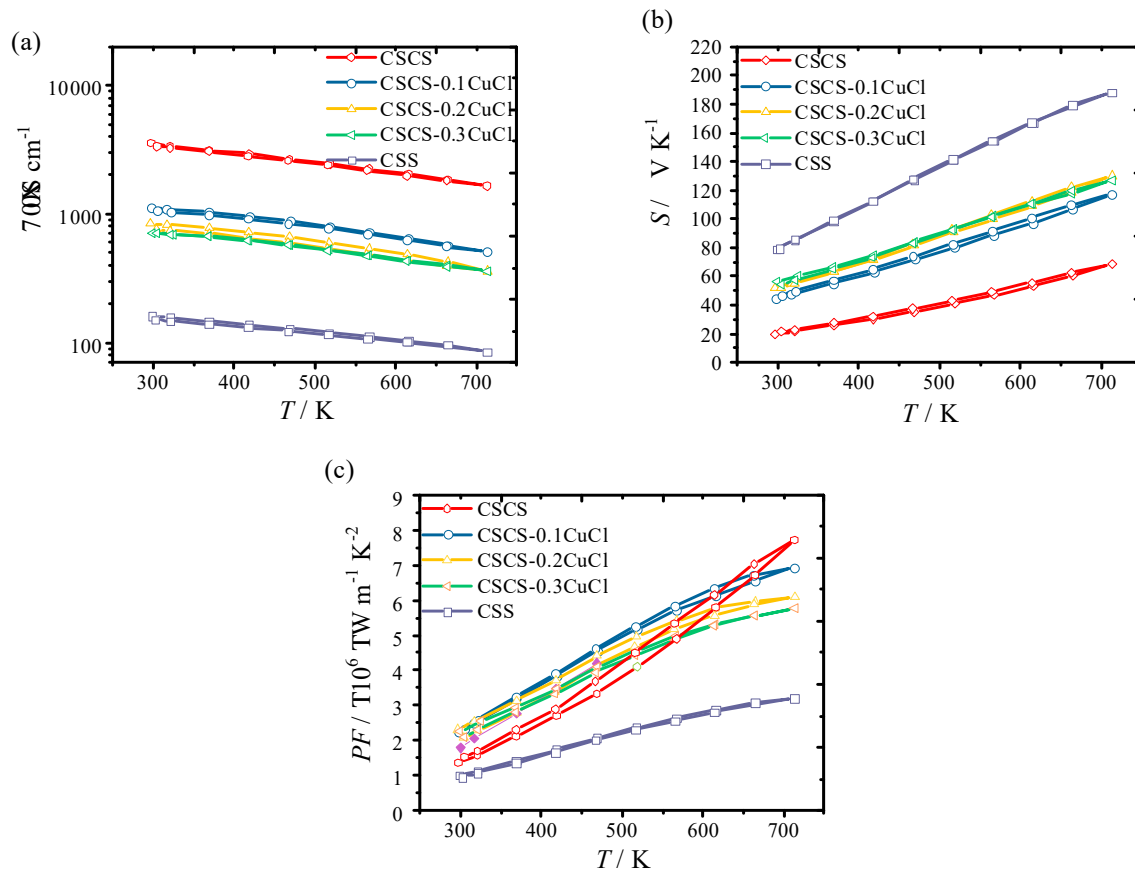 (a)
10000
1000
100
300 400 500 600 700
T / K
CSCS
CSCS-0.1CuCl
CSCS-0.2CuCl
CSCS-0.3CuCl
CSS
S cm-1
(b)
220
200
180
160
140
120
100
80
60
40
20
0
S / V K-1
CSCS
CSCS-0.1CuCl
CSCS-0.2CuCl
CSCS-0.3CuCl
CSS
300 400 500 600 700
T / K
(c)
9
8
7
6
5
4
3
2
1
0
PF / T10⁶ TW m-1 K-2
CSCS
CSCS-0.1CuCl
CSCS-0.2CuCl
CSCS-0.3CuCl
CSS
300 400 500 600 700
T / K